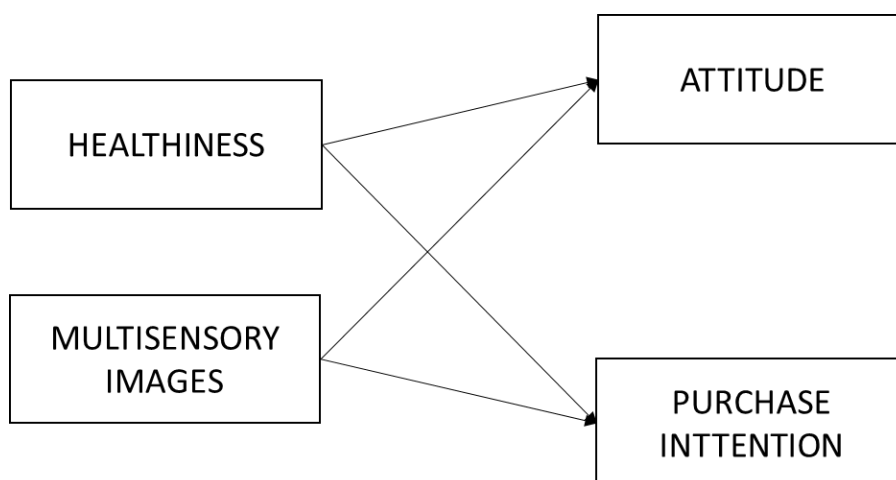 HEALTHINESS
ATTITUDE
MULTISENSORY
IMAGES
PURCHASE
INTTENTION